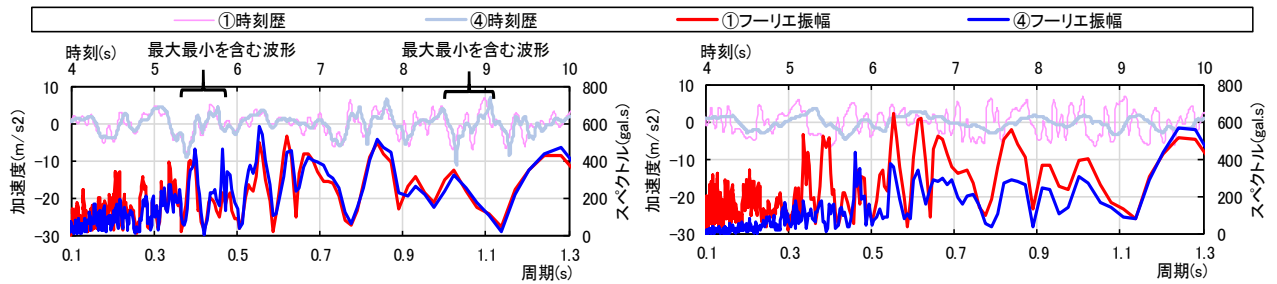 ①時刻歴 ④時刻歴 ①フーリエ振幅 ④フーリエ振幅
時刻(s) 最大最小を含む波形 最大最小を含む波形
4 5 6 7 8 9 10
10 0 -10 -20 -30
加速度(m/s2)
800 600 400 200 0
スペクトル(gal.s)
0.1 0.3 0.5 0.7 0.9 1.1 1.3
周期(s)
時刻(s)
4 5 6 7 8 9 10
10 0 -10 -20 -30
加速度(m/s2)
800 600 400 200 0
スペクトル(gal.s)
0.1 0.3 0.5 0.7 0.9 1.1 1.3
周期(s)